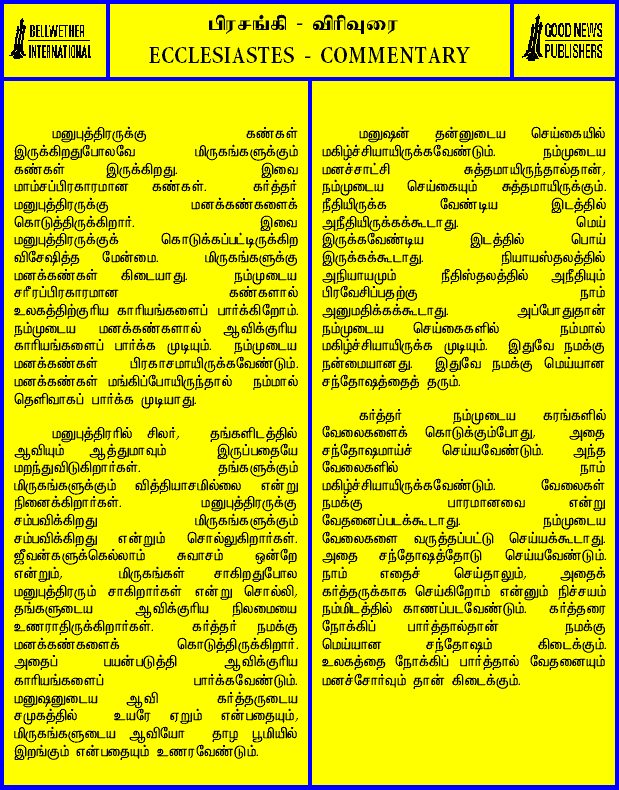 BELLWETHER
INTERNATIONAL
பிரசங்கி - விரிவுரை
ECCLESIASTES - COMMENTARY
GOOD NEWS
PUBLISHERS
மனுபுத்திரருக்கு கண்கள்
இருக்கிறதுபோலவே மிருகங்களுக்கும்
கண்கள் இருக்கிறது. இவை
மாம்சப்பிரகாரமான கண்கள். கர்த்தர்
மனுபுத்திரருக்கு மனக்கண்களைக்
கொடுத்திருக்கிறார். இவை
மனுபுத்திரருக்குக் கொடுக்கப்பட்டிருக்கிற
விசேஷித்த மேன்மை. மிருகங்களுக்கு
மனக்கண்கள் கிடையாது. நம்முடைய
சரீரப்பிரகாரமான கண்களால்
உலகத்திற்குரிய காரியங்களைப் பார்க்கிறோம்.
நம்முடைய மனக்கண்களால் ஆவிக்குரிய
காரியங்களைப் பார்க்க முடியும். நம்முடைய
மனக்கண்கள் பிரகாசமாயிருக்கவேண்டும்.
மனக்கண்கள் மங்கிப்போயிருந்தால் நம்மால்
தெளிவாகப் பார்க்க முடியாது.
மனுபுத்திரரில் சிலர், தங்களிடத்தில்
ஆவியும் ஆத்துமாவும் இருப்பதையே
மறந்துவிடுகிறார்கள். தங்களுக்கும்
மிருகங்களுக்கும் வித்தியாசமில்லை என்று
நினைக்கிறார்கள். மனுபுத்திரருக்கு
சம்பவிக்கிறது மிருகங்களுக்கும்
சம்பவிக்கிறது என்றும் சொல்லுகிறார்கள்.
ஜீவன்களுக்கெல்லாம் சுவாசம் ஒன்றே
என்றும், மிருகங்கள் சாகிறதுபோல
மனுபுத்திரரும் சாகிறார்கள் என்று சொல்லி,
தங்களுடைய ஆவிக்குரிய நிலமையை
உணராதிருக்கிறார்கள். கர்த்தர் நமக்கு
மனக்கண்களைக் கொடுத்திருக்கிறார்.
அதைப் பயன்படுத்தி ஆவிக்குரிய
காரியங்களைப் பார்க்கவேண்டும்.
மனுஷனுடைய ஆவி கர்த்தருடைய
சமுகத்தில் உயரே ஏறும் என்பதையும்,
மிருகங்களுடைய ஆவியோ தாழ பூமியில்
இறங்கும் என்பதையும் உணரவேண்டும்.
மனுஷன் தன்னுடைய செய்கையில்
மகிழ்ச்சியாயிருக்கவேண்டும். நம்முடைய
மனச்சாட்சி சுத்தமாயிருந்தால்தான்,
நம்முடைய செய்கையும் சுத்தமாயிருக்கும்.
நீதியிருக்க வேண்டிய இடத்தில்
அநீதியிருக்கக்கூடாது. மெய்
இருக்கவேண்டிய இடத்தில் பொய்
இருக்கக்கூடாது. நியாயஸ்தலத்தில்
அநியாயமும் நீதிஸ்தலத்தில் அநீதியும்
பிரவேசிப்பதற்கு நாம்
அனுமதிக்கக்கூடாது. அப்போதுதான்
நம்முடைய செய்கைகளில் நம்மால்
மகிழ்ச்சியாயிருக்க முடியும். இதுவே நமக்கு
நன்மையானது. இதுவே நமக்கு மெய்யான
சந்தோஷத்தைத் தரும்.
கர்த்தர் நம்முடைய கரங்களில்
வேலைகளைக் கொடுக்கும்போது, அதை
சந்தோஷமாய்ச் செய்யவேண்டும். அந்த
வேலைகளில் நாம்
மகிழ்ச்சியாயிருக்கவேண்டும். வேலைகள்
நமக்கு பாரமானவை என்று
வேதனைப்படக்கூடாது. நம்முடைய
வேலைகளை வருத்தப்பட்டு செய்யக்கூடாது.
அதை சந்தோஷத்தோடு செய்யவேண்டும்.
நாம் எதைச் செய்தாலும், அதைக்
கர்த்தருக்காக செய்கிறோம் என்னும் நிச்சயம்
நம்மிடத்தில் காணப்படவேண்டும். கர்த்தரை
நோக்கிப் பார்த்தால்தான் நமக்கு
மெய்யான சந்தோஷம் கிடைக்கும்.
உலகத்தை நோக்கிப் பார்த்தால் வேதனையும்
மனச்சோர்வும் தான் கிடைக்கும்.